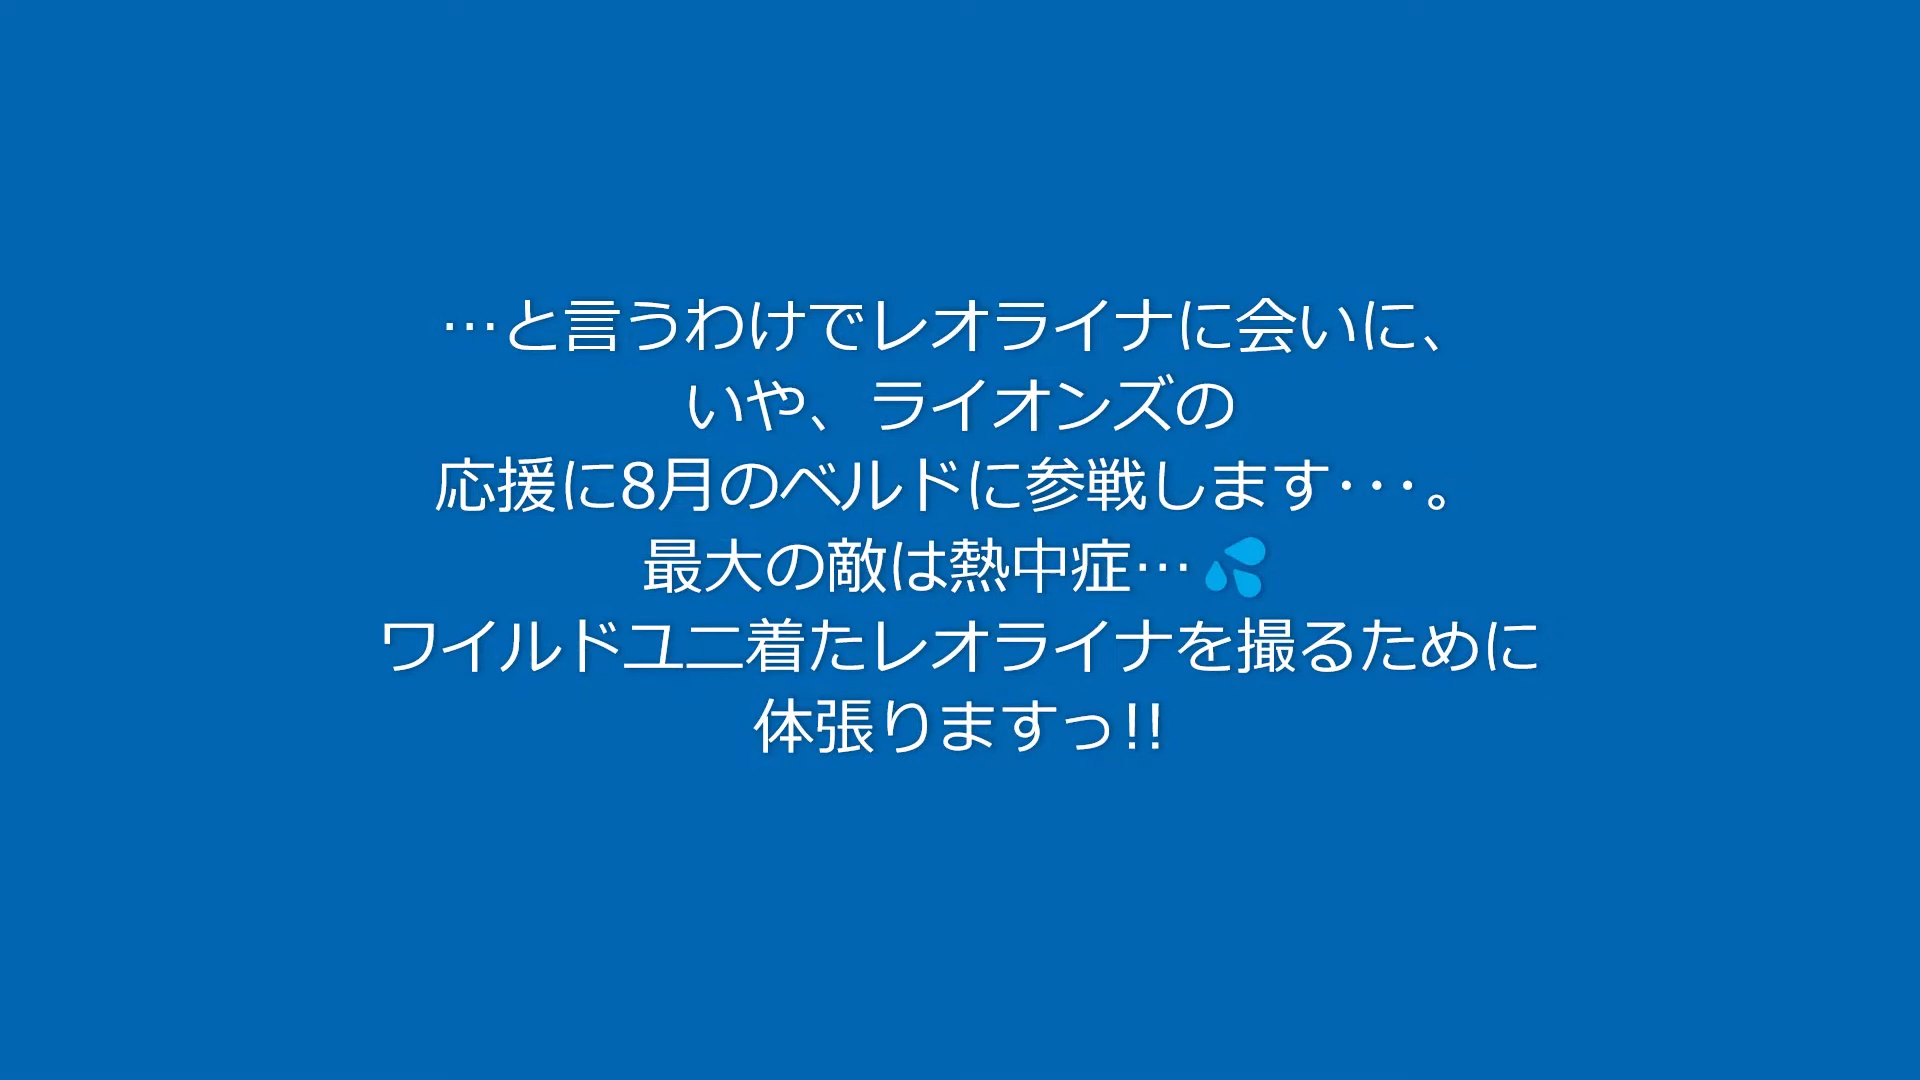 …と言うわけでレオライナに会いに、
いや、ライオンズの
応援に8月のベルドに参戦します･･･。
最大の敵は熱中症…💦
ワイルドユニ着たレオライナを撮るために
体張りますっ!!